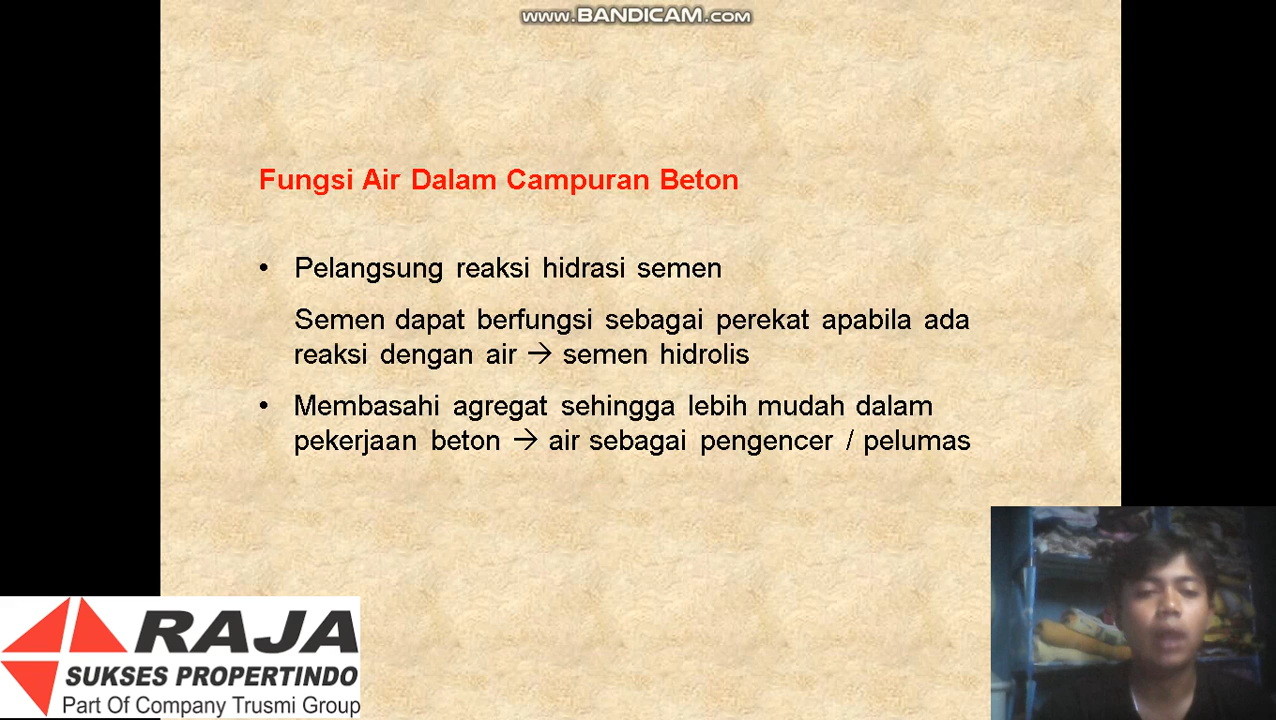 www.BANDICAM.com
Fungsi Air Dalam Campuran Beton
• Pelangsung reaksi hidrasi semen
Semen dapat berfungsi sebagai perekat apabila ada
reaksi dengan air → semen hidrolis
• Membasahi agregat sehingga lebih mudah dalam
pekerjaan beton → air sebagai pengencer / pelumas
RAJA
SUKSES PROPERTINDO
Part Of Company Trusmi Group